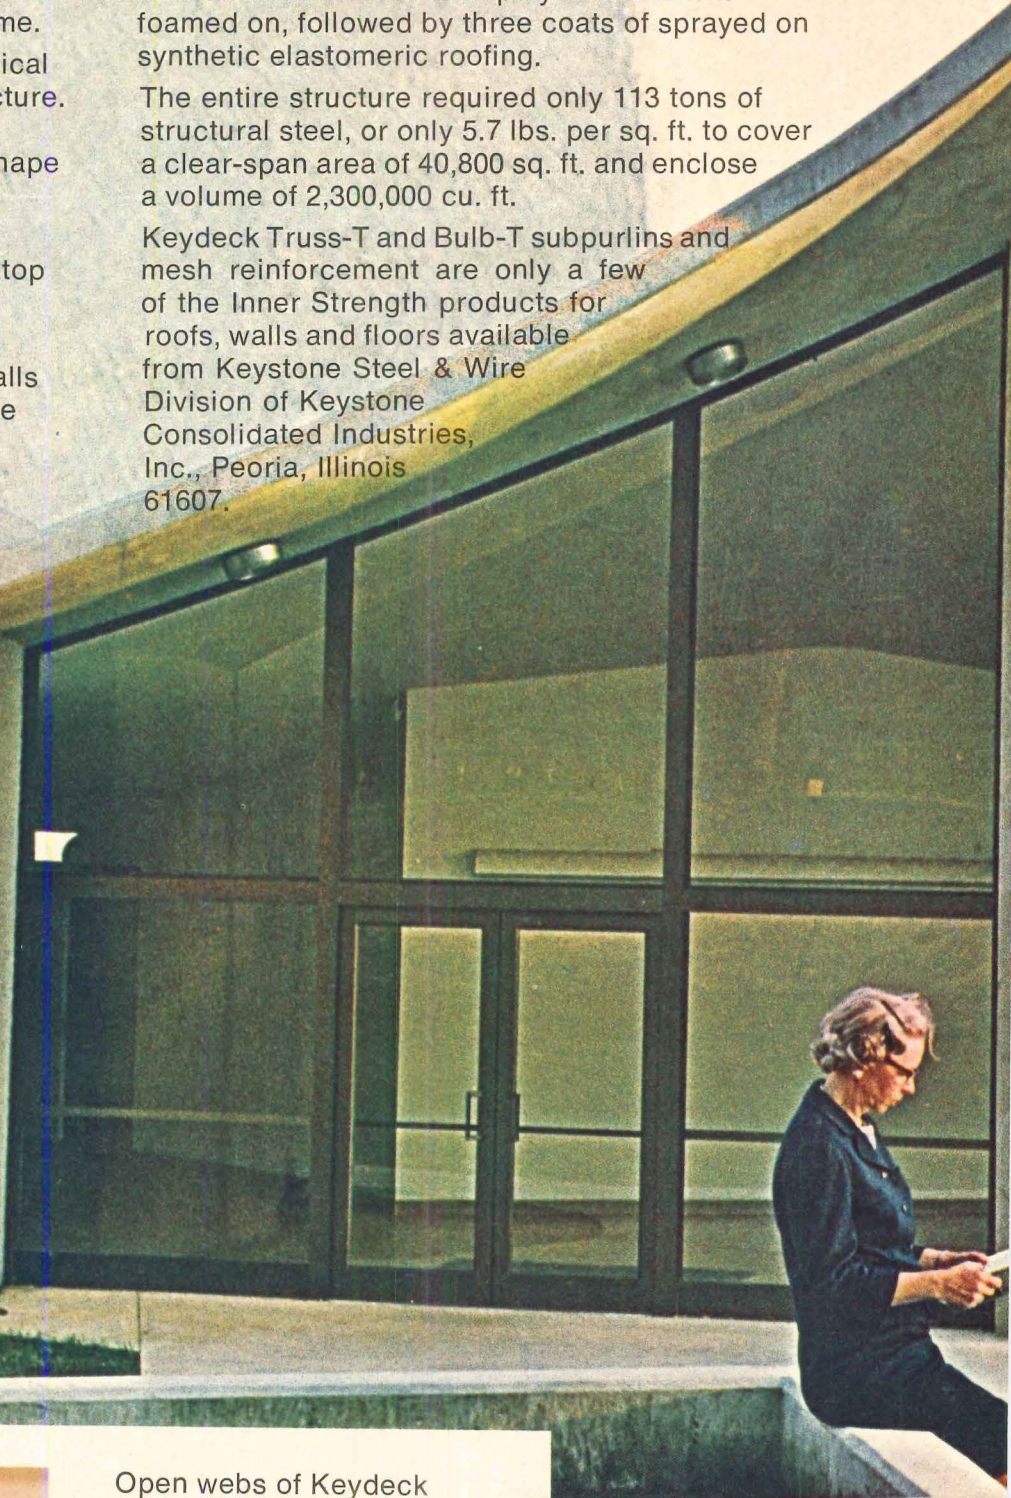 me.
ical
cture.
hape
top
alls
e
foamed on, followed by three coats of sprayed on
synthetic elastomeric roofing.
The entire structure required only 113 tons of
structural steel, or only 5.7 lbs. per sq. ft. to cover
a clear-span area of 40,800 sq. ft. and enclose
a volume of 2,300,000 cu. ft.
Keydeck Truss-T and Bulb-T subpurlins and
mesh reinforcement are only a few
of the Inner Strength products for
roofs, walls and floors available
from Keystone Steel & Wire
Division of Keystone
Consolidated Industries,
Inc., Peoria, Illinois
61607.
Open webs of Keydeck